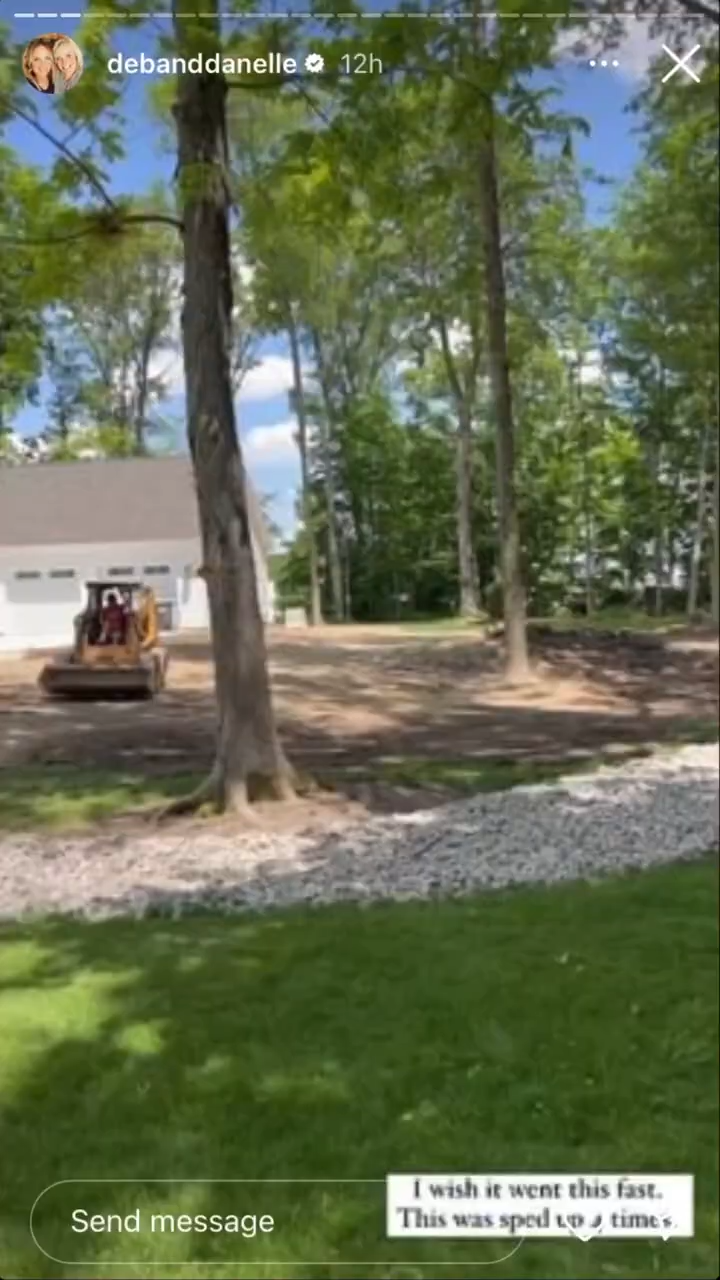 debanddanelle 12h
I wish it went this fast.
This was sped up times.
Send message